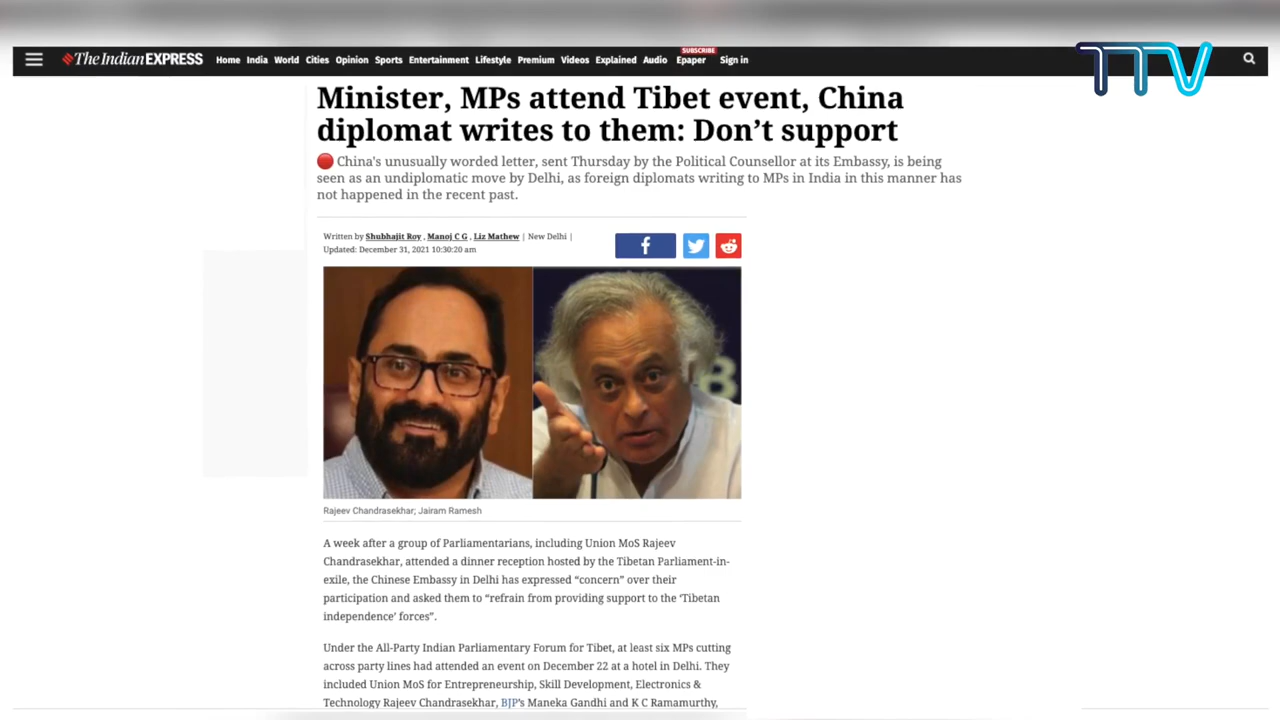 The Indian EXPRESS Home India World Cities Opinion Sports Entertainment Lifestyle Premium Videos Explained Audio Epaper SUBSCRIBE Sign in
TTV
Minister, MPs attend Tibet event, China
diplomat writes to them: Don’t support
China's unusually worded letter, sent Thursday by the Political Counsellor at its Embassy, is being
seen as an undiplomatic move by Delhi, as foreign diplomats writing to MPs in India in this manner has
not happened in the recent past.
Written by Shubhajit Roy , Manoj C G , Liz Mathew | New Delhi |
Updated: December 31, 2021 10:30:20 am
Rajeev Chandrasekhar; Jairam Ramesh
A week after a group of Parliamentarians, including Union MoS Rajeev
Chandrasekhar, attended a dinner reception hosted by the Tibetan Parliament-in-
exile, the Chinese Embassy in Delhi has expressed “concern” over their
participation and asked them to “refrain from providing support to the ‘Tibetan
independence’ forces”.
Under the All-Party Indian Parliamentary Forum for Tibet, at least six MPs cutting
across party lines had attended an event on December 22 at a hotel in Delhi. They
included Union MoS for Entrepreneurship, Skill Development, Electronics &
Technology Rajeev Chandrasekhar, BJP’s Maneka Gandhi and K C Ramamurthy,